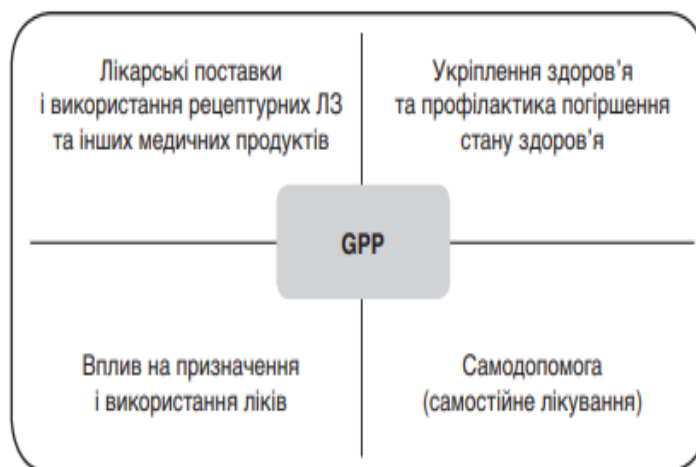 Лікарські поставки
і використання рецептурних ЛЗ
та інших медичних продуктів
Укріплення здоров’я
та профілактика погіршення
стану здоров’я
GPP
Вплив на призначення
і використання ліків
Самодопомога
(самостійне лікування)